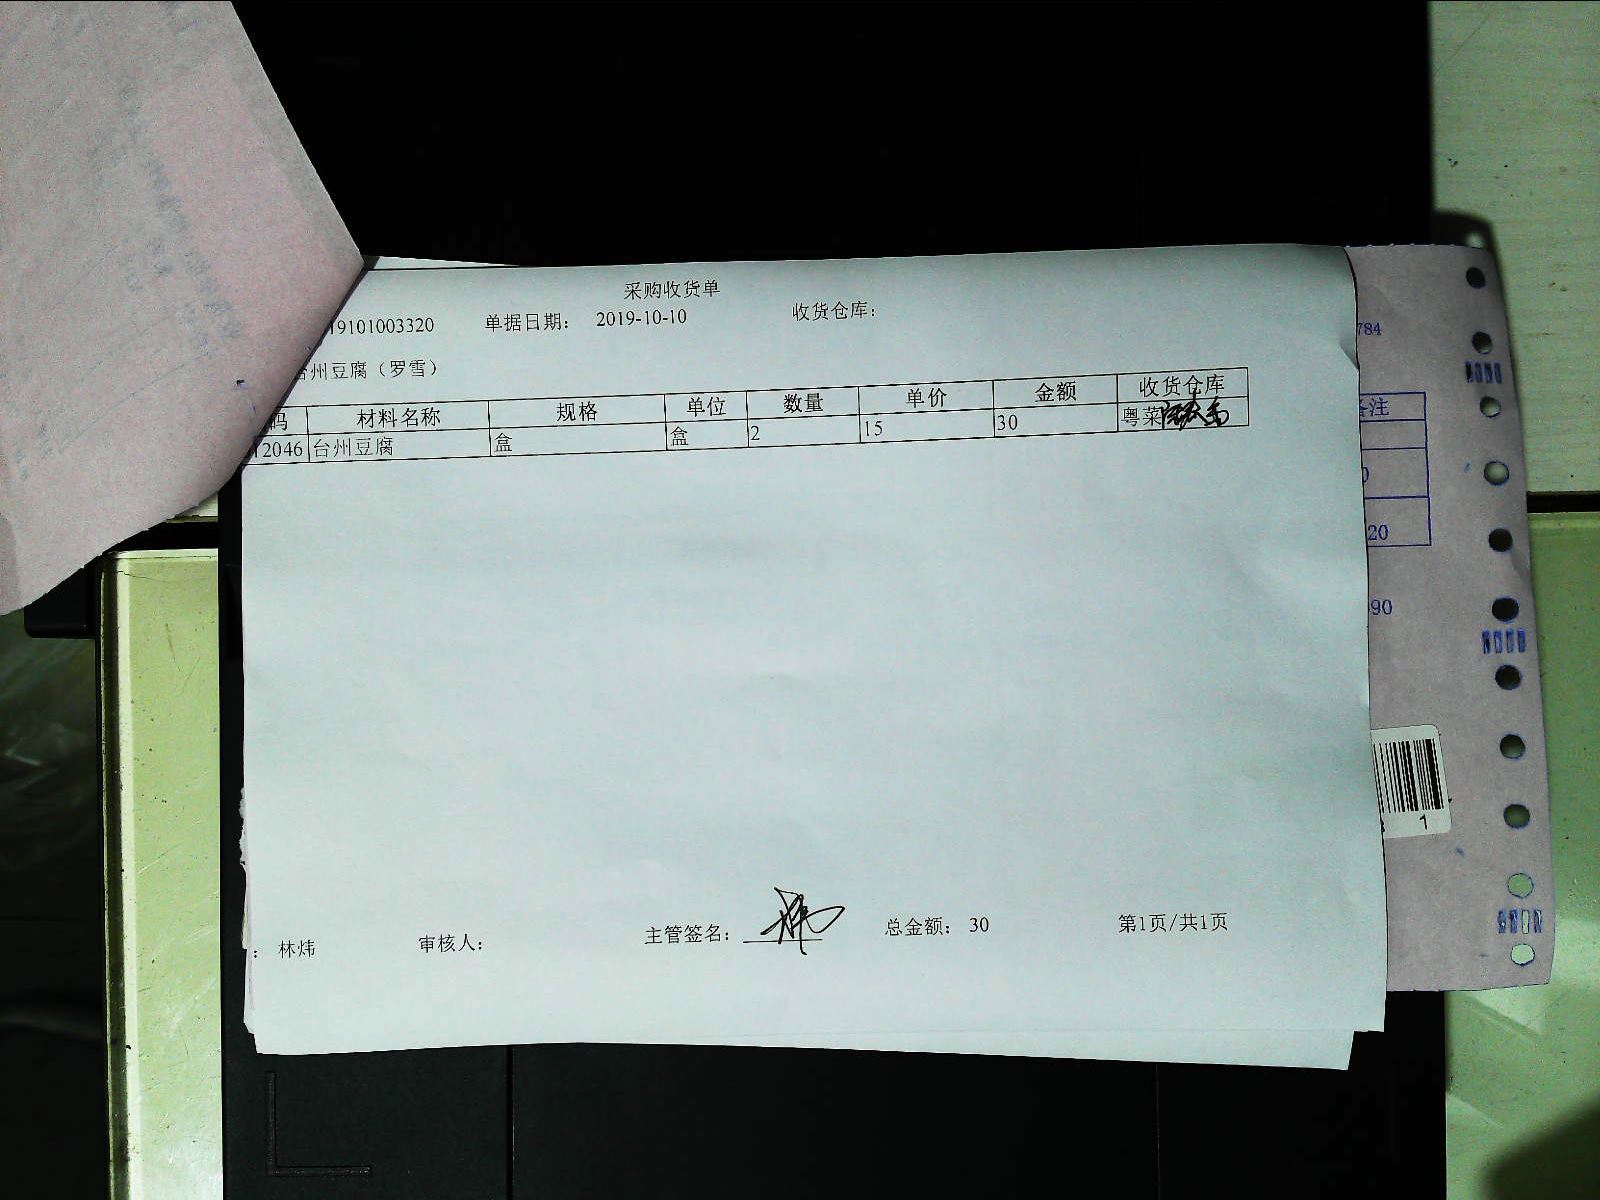 采购收货单
19101003320 单据日期: 2019-10-10 收货仓库:
台州豆腐（罗雪）
码 材料名称 规格 单位 数量 单价 金额 收货仓库
12046 台州豆腐 盒 盒 2 15 30 粤菜
: 林炜 审核人: 主管签名: 总金额: 30 第1页/共1页
784
备注
0
20
90
1